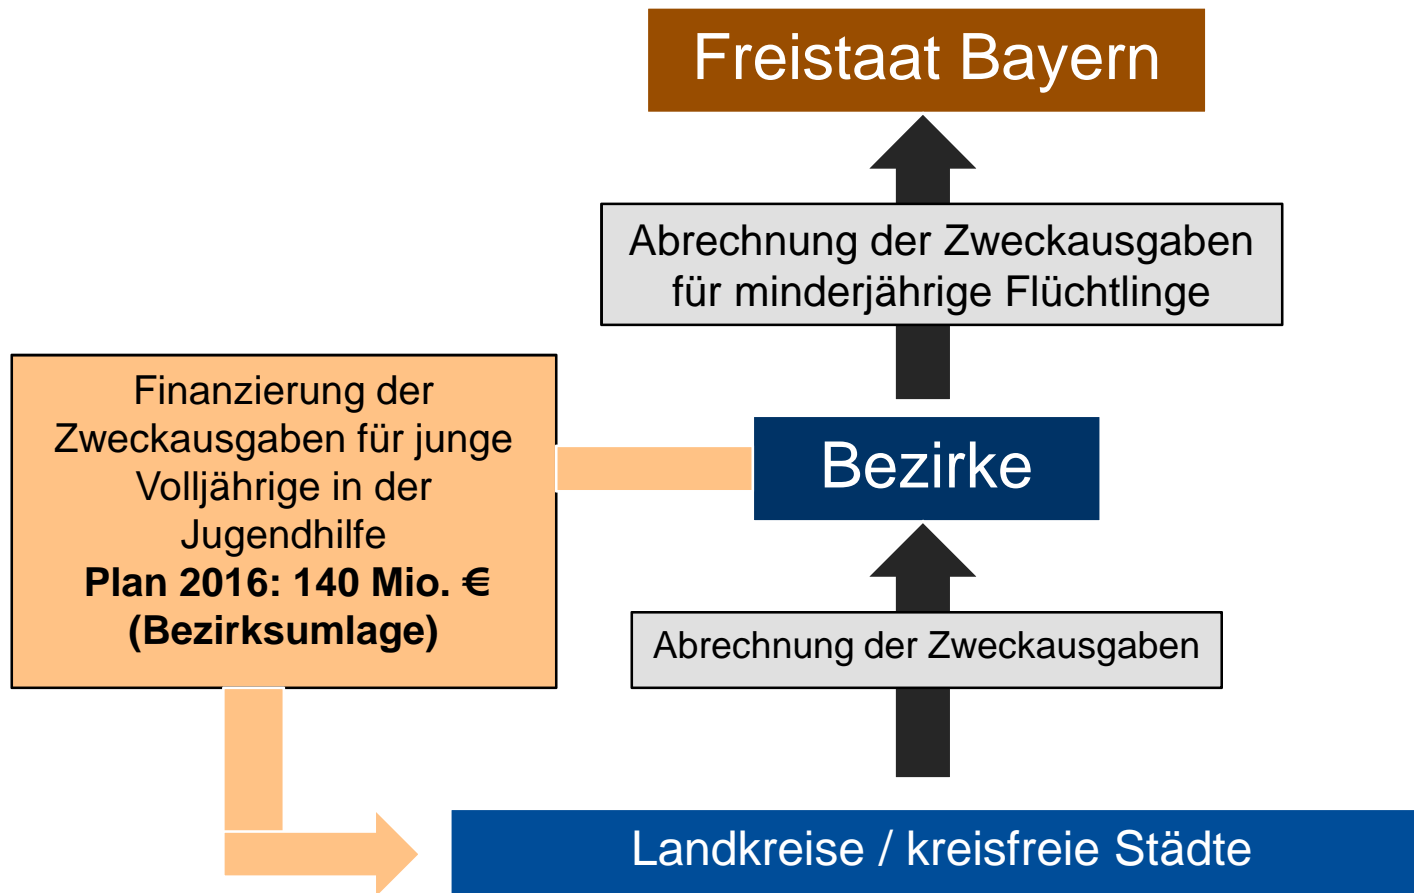 Freistaat Bayern
Abrechnung der Zweckausgaben
für minderjährige Flüchtlinge
Finanzierung der
Zweckausgaben für junge
Volljährige in der
Jugendhilfe
Plan 2016: 140 Mio. €
(Bezirksumlage)
Bezirke
Abrechnung der Zweckausgaben
Landkreise / kreisfreie Städte